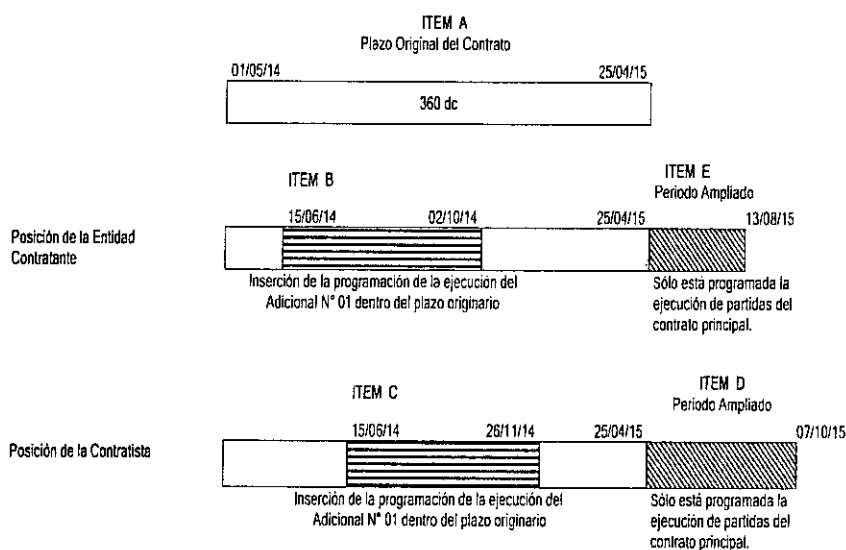 ITEM A
Plazo Original del Contrato
01/05/14 25/04/15
360 dc
ITEM B
ITEM E
Periodo Ampliado
15/06/14 02/10/14 25/04/15 13/08/15
Posición de la Entidad
Contratante
Inserción de la programación de la ejecución del
Adicional N° 01 dentro del plazo originario
Sólo está programada la
ejecución de partidas del
contrato principal.
ITEM C
ITEM D
Periodo Ampliado
15/06/14 26/11/14 25/04/15 07/10/15
Posición de la Contratista
Inserción de la programación de la ejecución del
Adicional N° 01 dentro del plazo originario
Sólo está programada la
ejecución de partidas del
contrato principal.